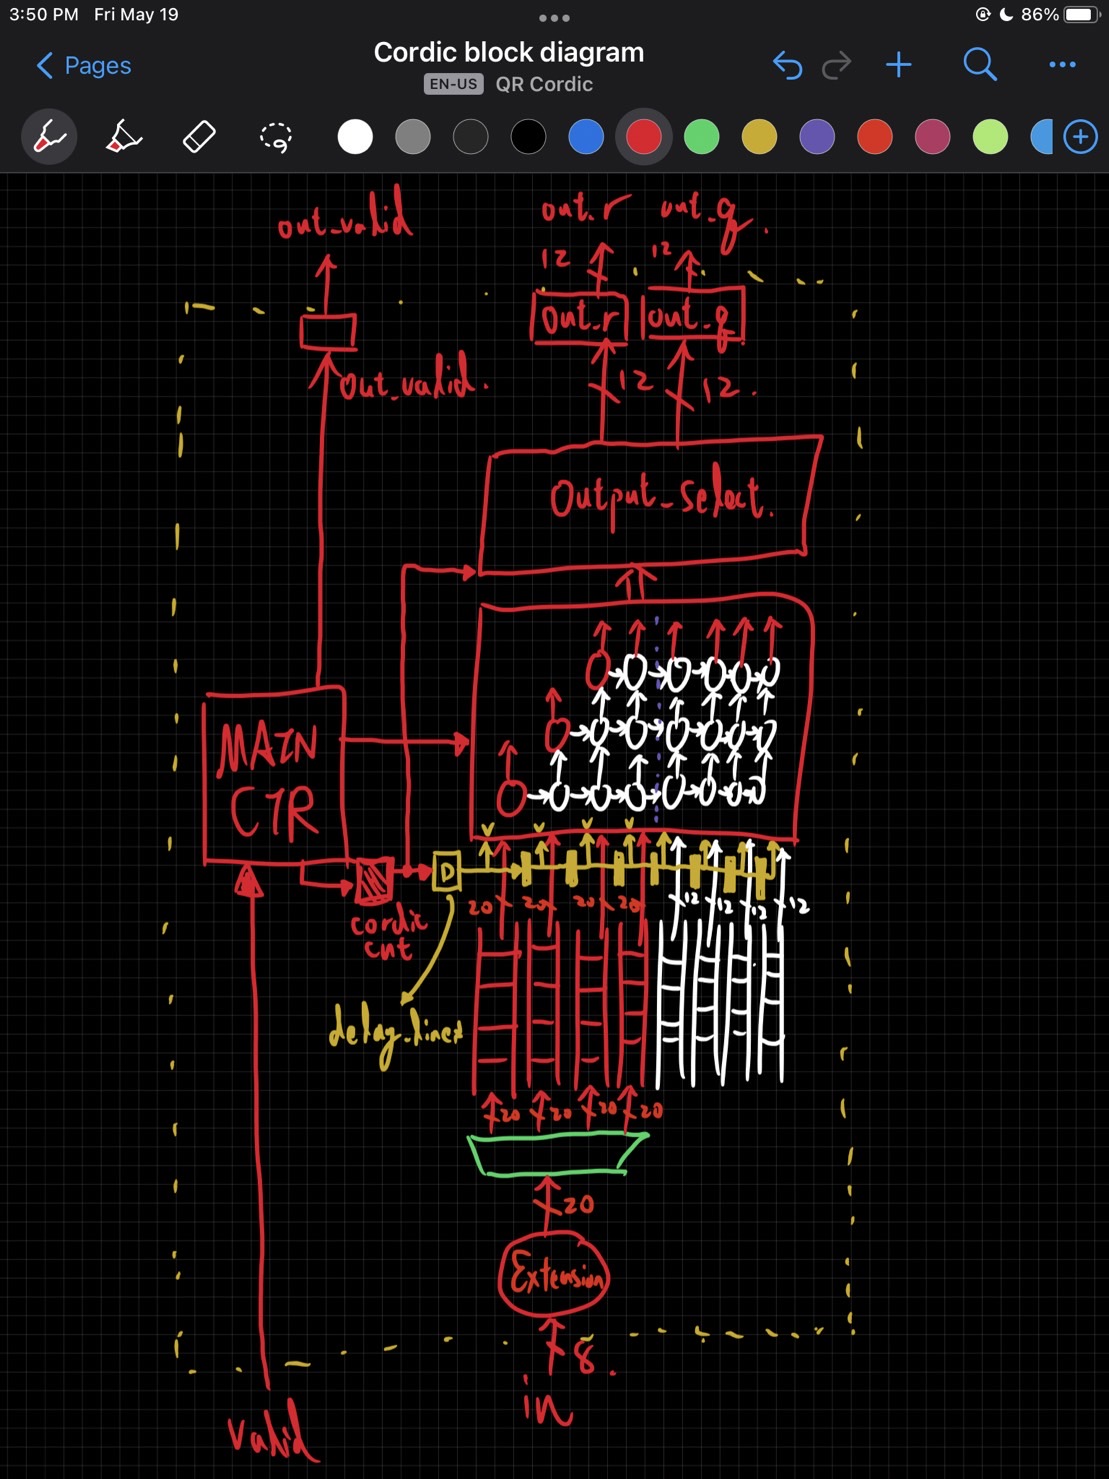 3:50 PM Fri May 19
86%
Pages
Cordic block diagram
EN-US QR Cordic
out_valid
out_r out_q.
12 12
out_r out_q
out_valid.
12 12.
Output_select.
MAIN
CTR
D
cordic
cnt
20 20 20 20 12 12 12 12
delay_lines
20 20 20 20
20
Extension
8.
in
valid